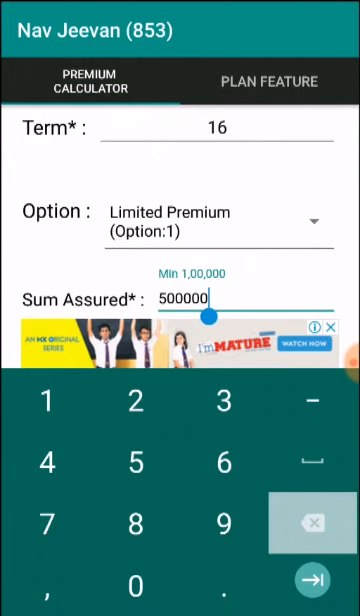 Nav Jeevan (853)
PREMIUM
CALCULATOR
PLAN FEATURE
Term* :
16
Option :
Limited Premium
(Option:1)
Min 1,00,000
Sum Assured* :
500000
AN MX ORIGINAL
SERIES
I'mMATURE
WATCH NOW
1 2 3 -
4 5 6
7 8 9
, 0 .